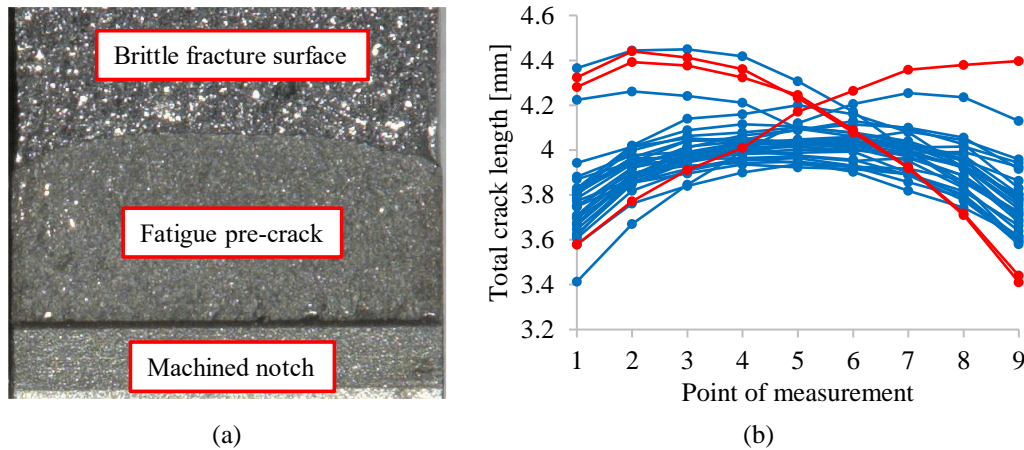 Brittle fracture surface
Fatigue pre-crack
Machined notch
(a)
Total crack length [mm]
4.6
4.4
4.2
4
3.8
3.6
3.4
3.2
1 2 3 4 5 6 7 8 9
Point of measurement
(b)